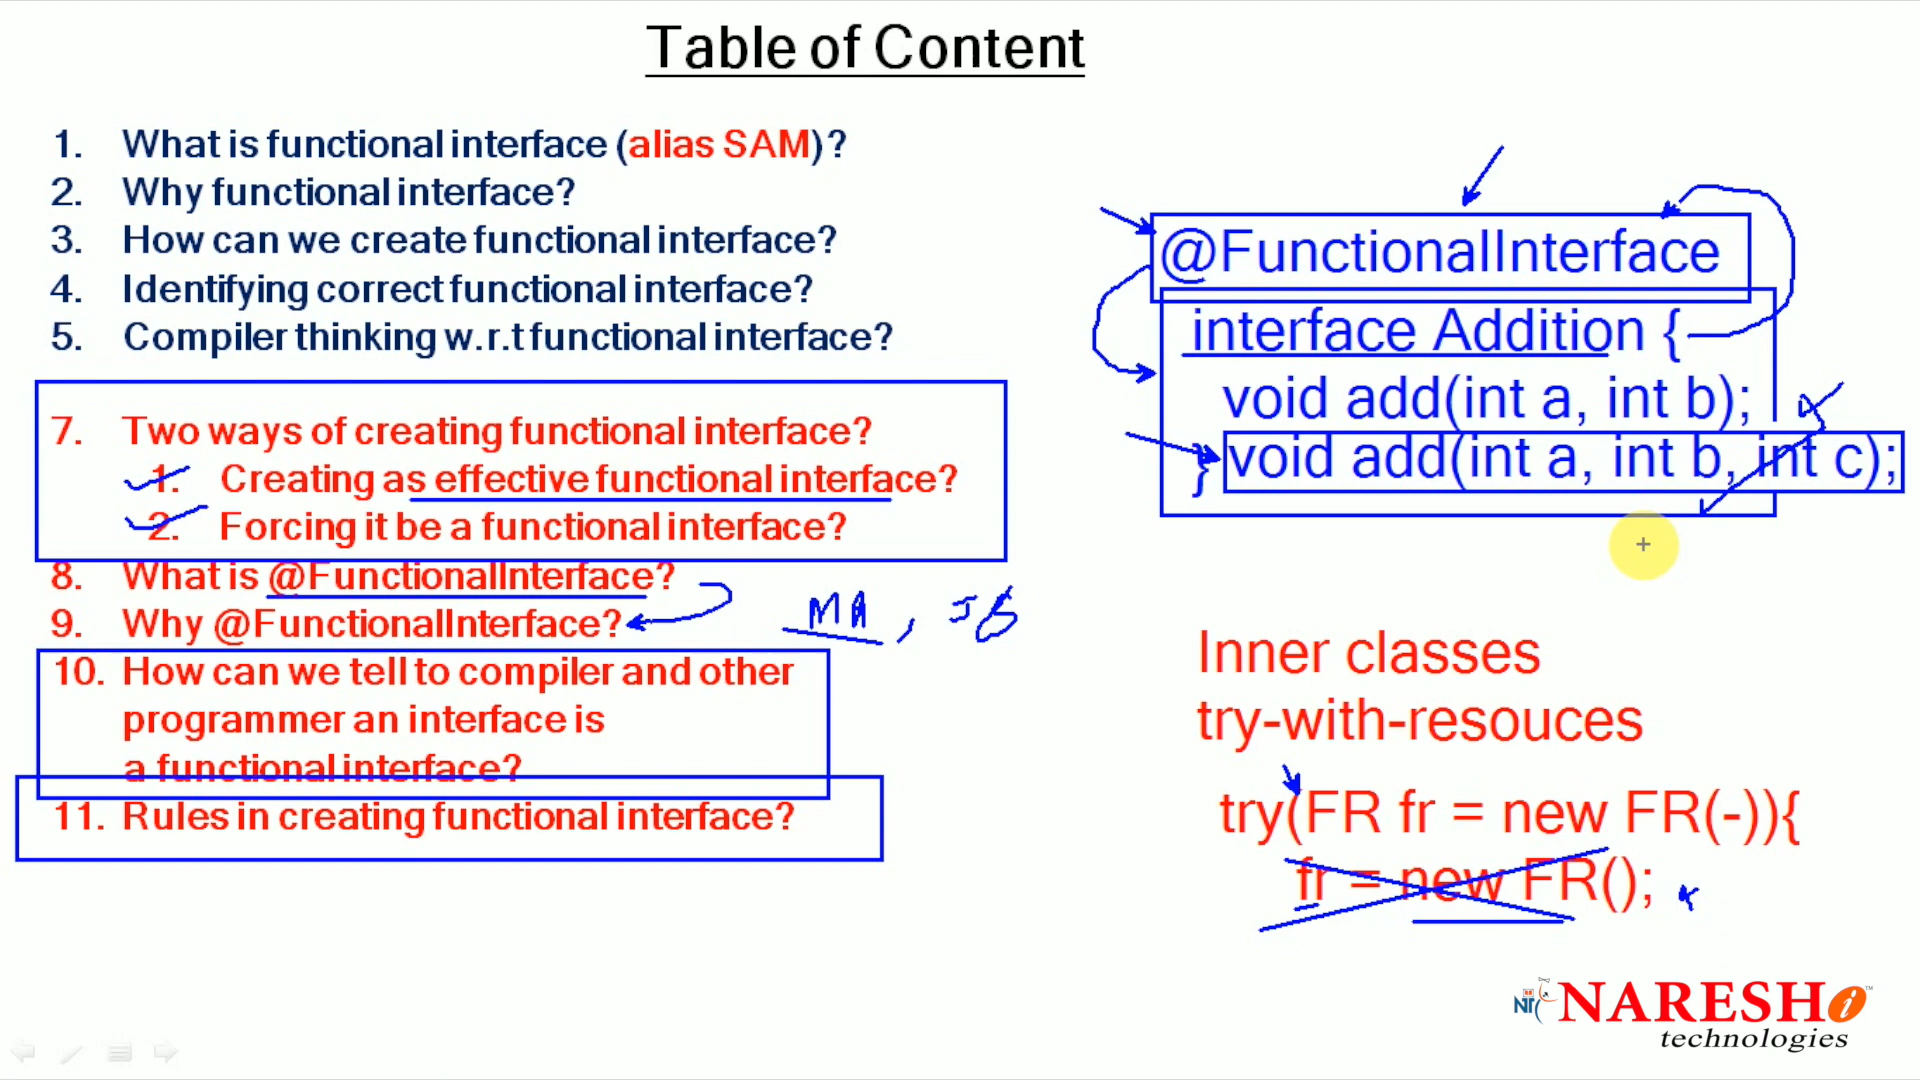 Table of Content
1. What is functional interface (alias SAM)?
2. Why functional interface?
3. How can we create functional interface?
4. Identifying correct functional interface?
5. Compiler thinking w.r.t functional interface?
7. Two ways of creating functional interface?
1. Creating as effective functional interface?
2. Forcing it be a functional interface?
8. What is @FunctionalInterface?
9. Why @FunctionalInterface?
MA,
10. How can we tell to compiler and other
programmer an interface is
a functional interface?
11. Rules in creating functional interface?
@FunctionalInterface
interface Addition {
void add(int a, int b);
} void add(int a, int b, int c);
Inner classes
try-with-resouces
try(FR fr = new FR(-)){
fr = new FR();
NARESH i
technologies